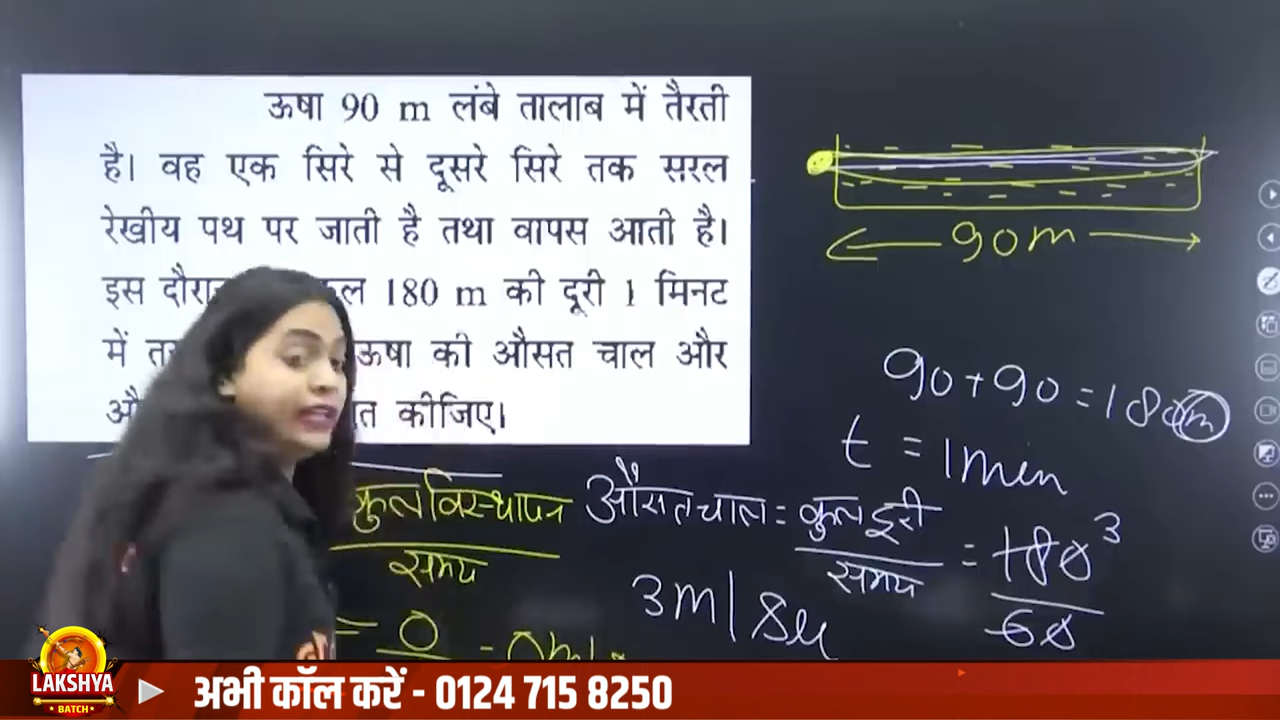 ऊषा 90 m लंबे तालाब में तैरती
है। वह एक सिरे से दूसरे सिरे तक सरल
रेखीय पथ पर जाती है तथा वापस आती है।
इस 180 m की दूरी 1 मिनट
में ऊषा की औसत चाल और
कीजिए।
90m
90+90=180m
t = 1min
कुल विस्थापन
समय
= 0
औसत चाल = कुल दूरी
समय
= 180 3
60
3m/sec
LAKSHYA
BATCH
अभी कॉल करें - 0124 715 8250